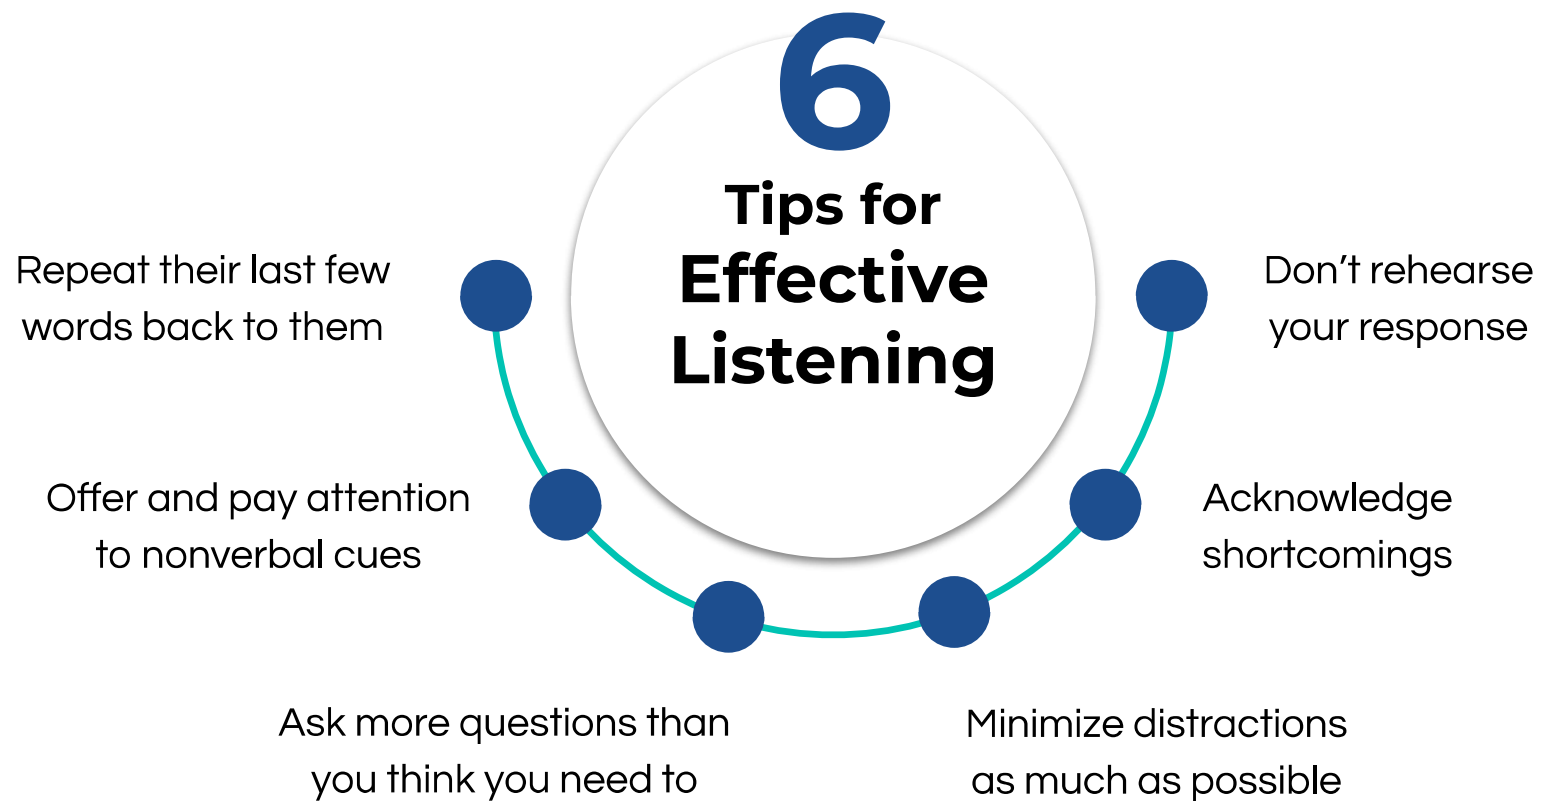 6
Tips for
Effective
Listening
Repeat their last few
words back to them
Offer and pay attention
to nonverbal cues
Ask more questions than
you think you need to
Minimize distractions
as much as possible
Acknowledge
shortcomings
Don’t rehearse
your response